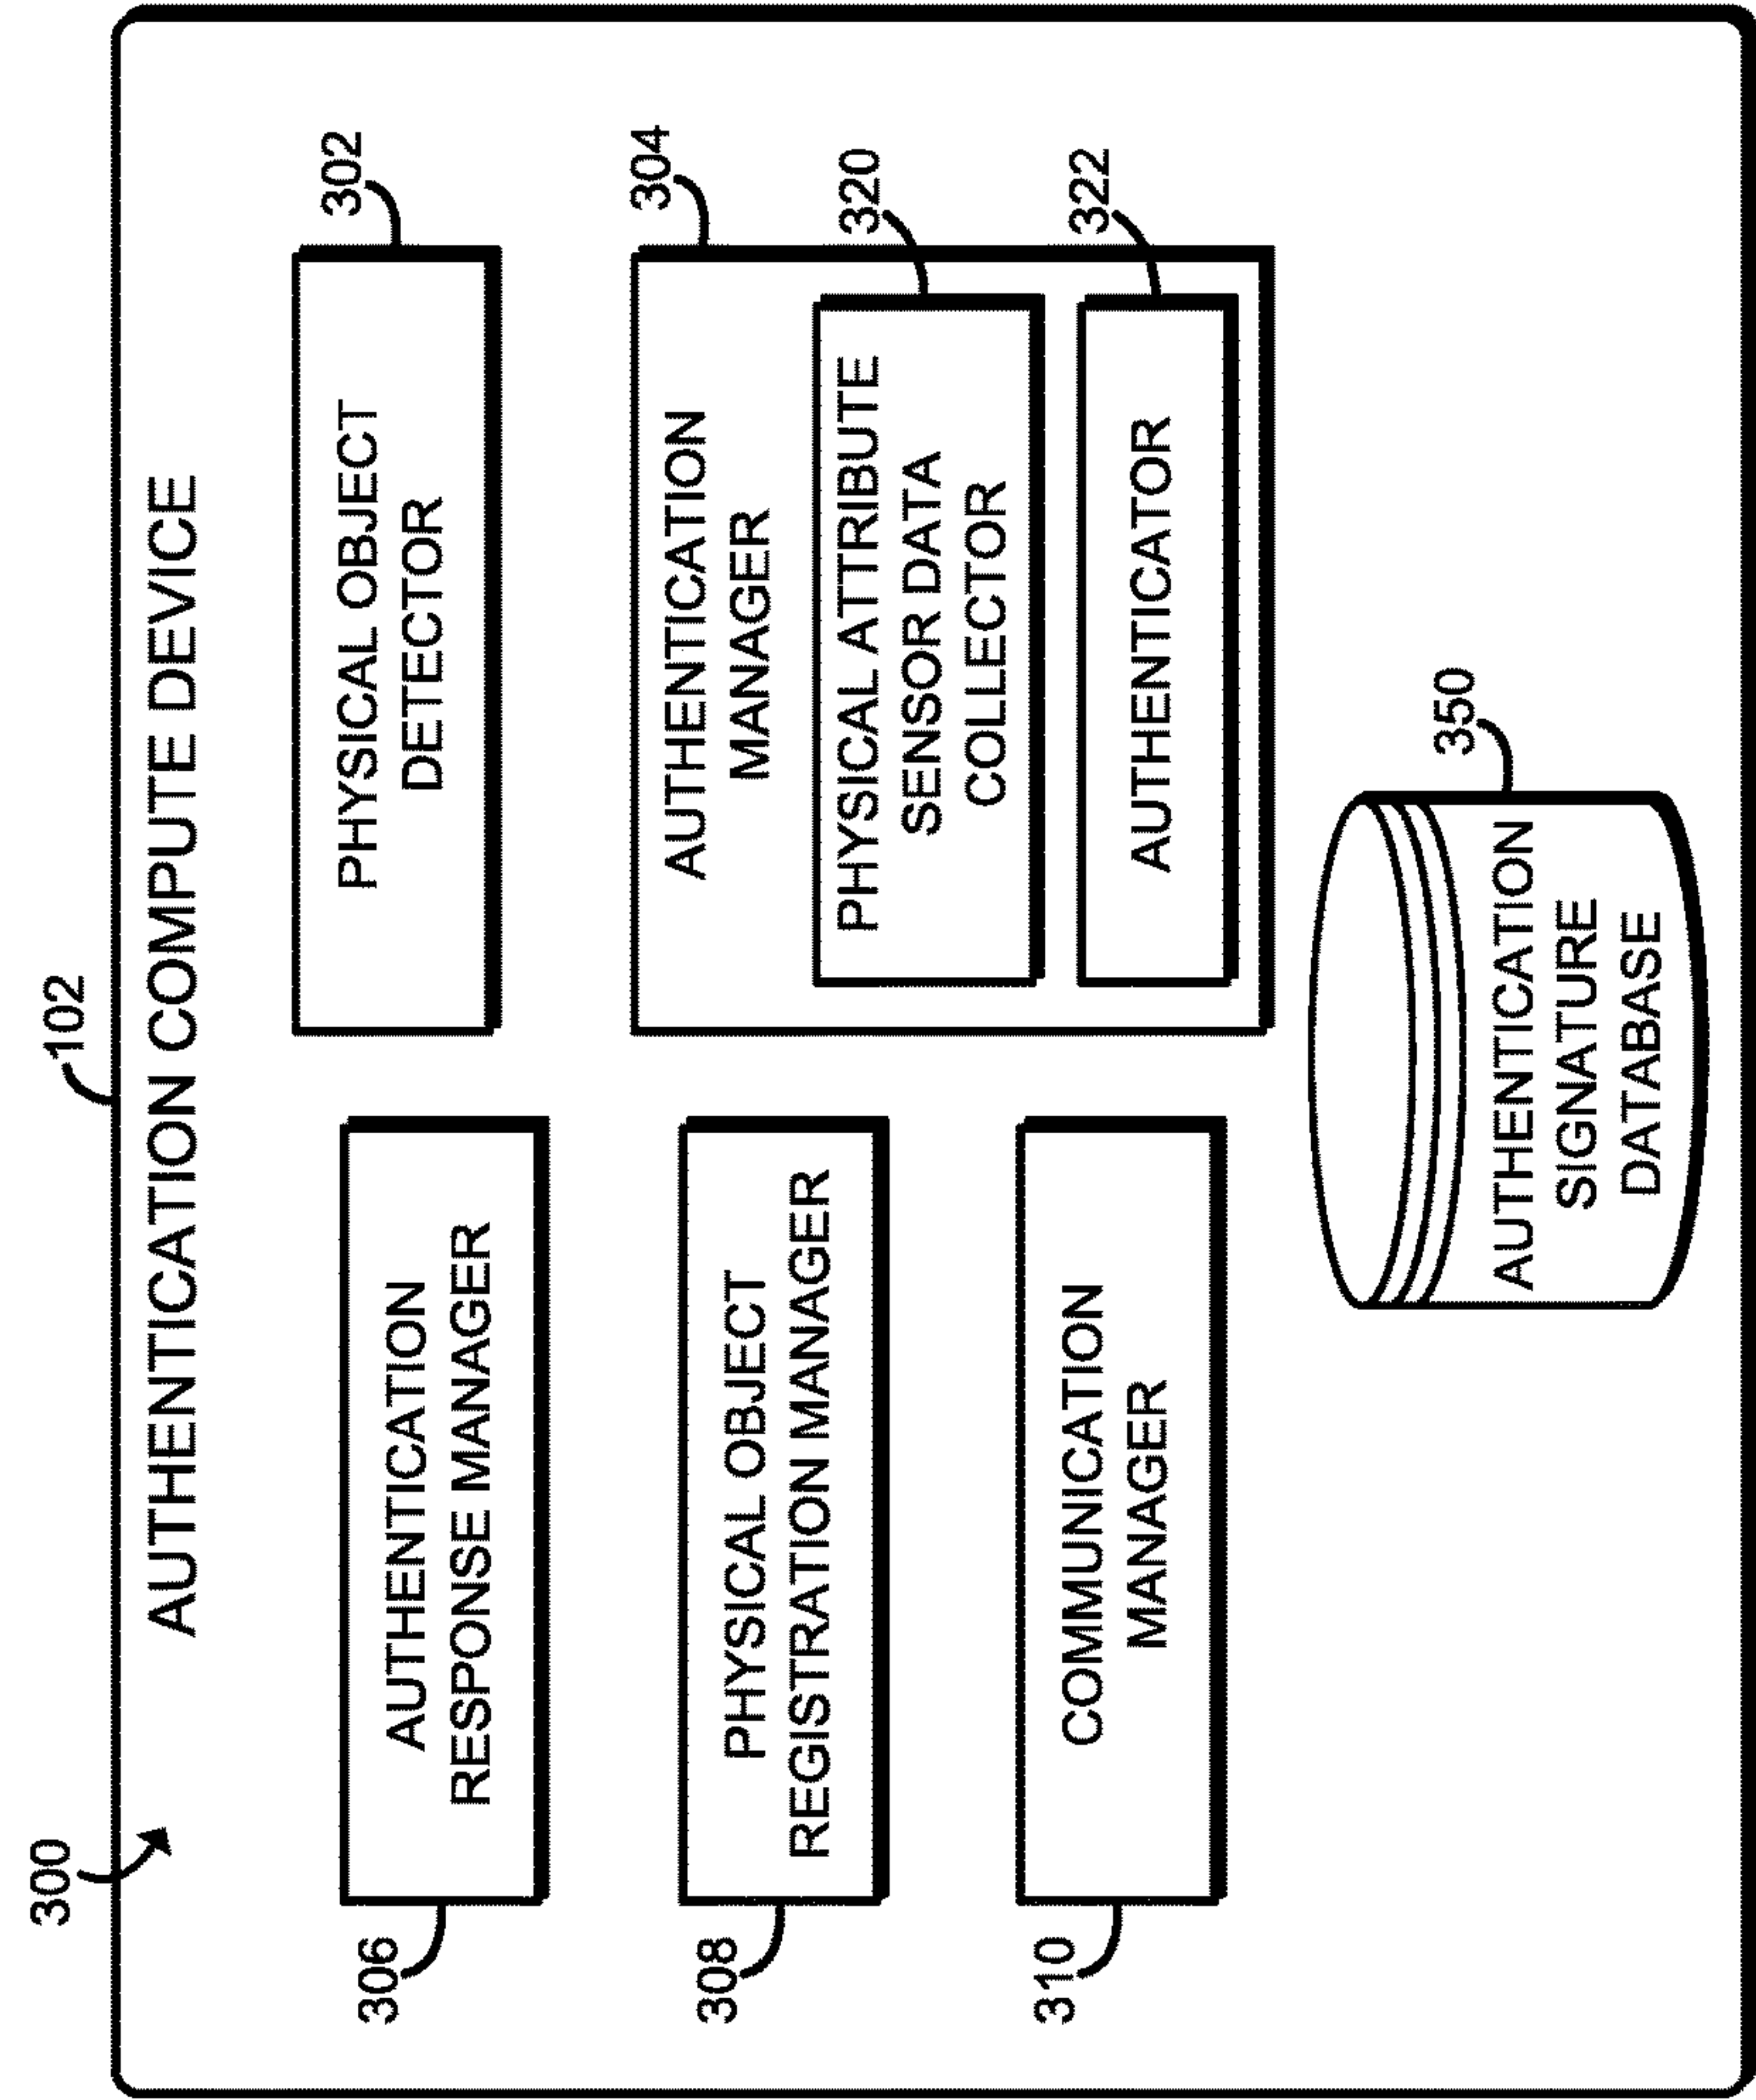 102
300
AUTHENTICATION COMPUTE DEVICE
306
AUTHENTICATION
RESPONSE MANAGER
308
PHYSICAL OBJECT
REGISTRATION MANAGER
310
COMMUNICATION
MANAGER
302
PHYSICAL OBJECT
DETECTOR
304
AUTHENTICATION
MANAGER
320
PHYSICAL ATTRIBUTE
SENSOR DATA
COLLECTOR
322
AUTHENTICATOR
350
AUTHENTICATION
SIGNATURE
DATABASE